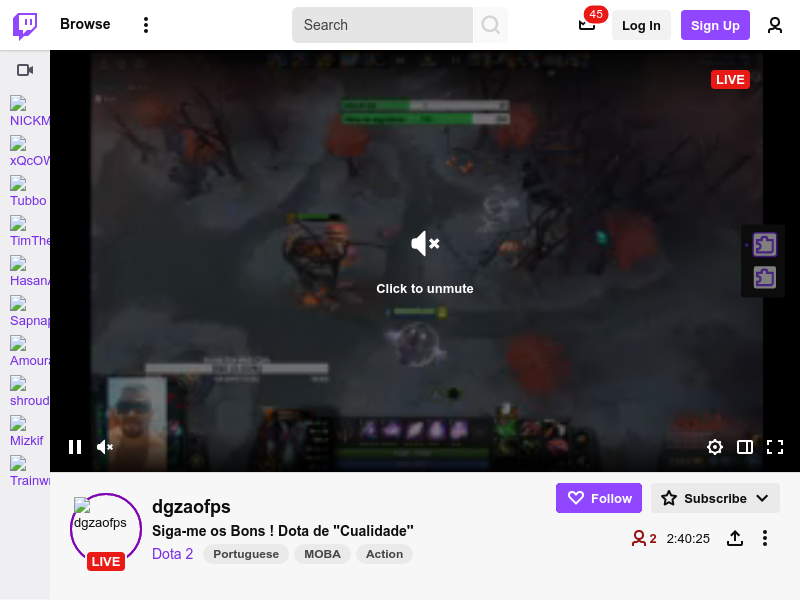 Browse
Search
45
Log In
Sign Up
LIVE
NICKM
xQcOW
Tubbo
TimThe
HasanA
Sapnap
Amoura
shroud
Mizkif
Trainwr
Click to unmute
dgzaofps
LIVE
dgzaofps
Siga-me os Bons ! Dota de "Cualidade"
Dota 2
Portuguese
MOBA
Action
Follow
Subscribe
2
2:40:25